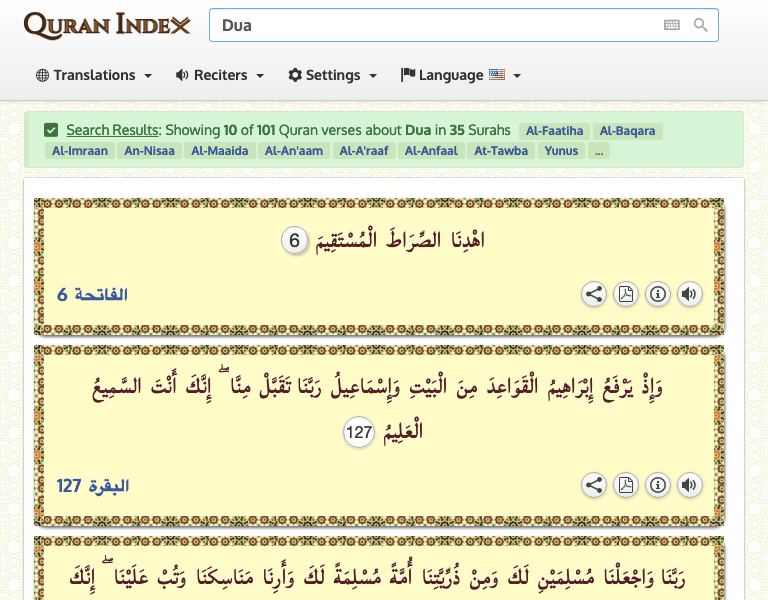 QURAN INDEX
Dua
Translations
Reciters
Settings
Language
Search Results: Showing 10 of 101 Quran verses about Dua in 35 Surahs Al-Faatiha Al-Baqara
Al-Imraan An-Nisaa Al-Maaida Al-An'aam Al-A'raaf Al-Anfaal At-Tawba Yunus ...
اهْدِنَا الصِّرَاطَ الْمُسْتَقِيمَ 6
الفاتحة 6
وَإِذْ يَرْفَعُ إِبْرَاهِيمُ الْقَوَاعِدَ مِنَ الْبَيْتِ وَإِسْمَاعِيلُ رَبَّنَا تَقَبَّلْ مِنَّا ۖ إِنَّكَ أَنْتَ السَّمِيعُ
الْعَلِيمُ 127
البقرة 127
رَبَّنَا وَاجْعَلْنَا مُسْلِمَيْنِ لَكَ وَمِنْ ذُرِّيَّتِنَا أُمَّةً مُسْلِمَةً لَكَ وَأَرِنَا مَنَاسِكَنَا وَتُبْ عَلَيْنَا ۖ إِنَّكَ